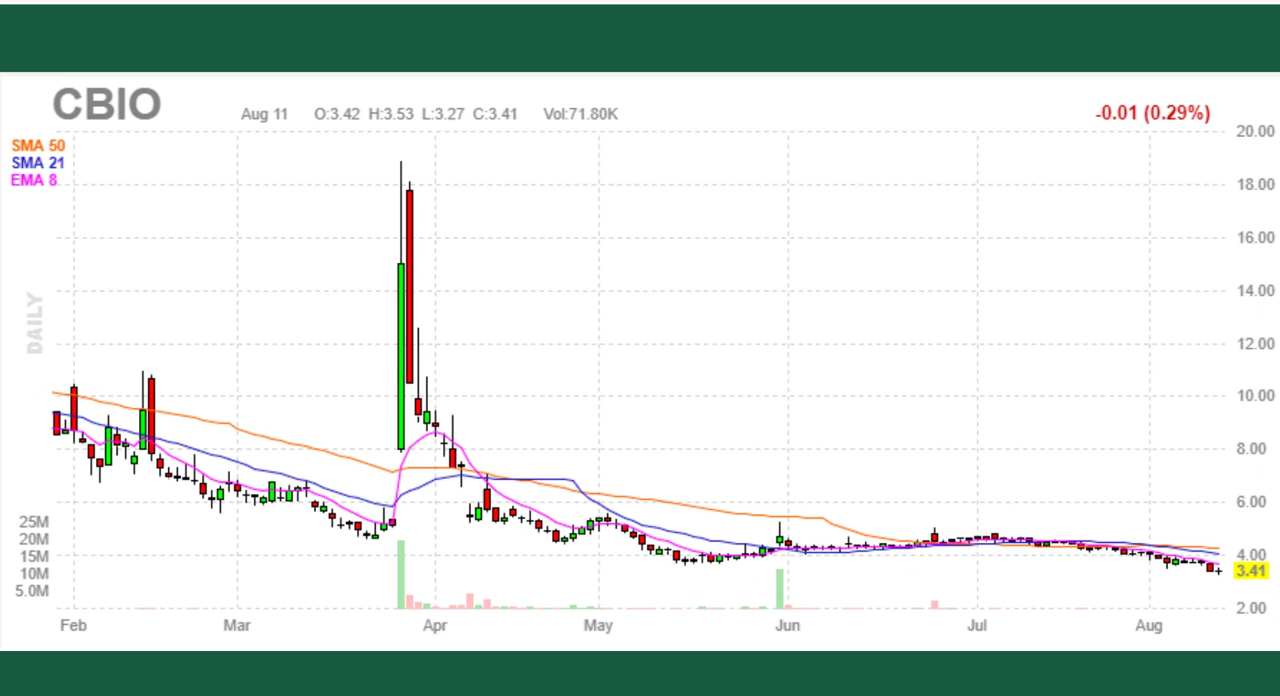 CBIO
Aug 11 O:3.42 H:3.53 L:3.27 C:3.41 Vol:71.80K
-0.01 (0.29%)
SMA 50
SMA 21
EMA 8
DAILY
20.00
18.00
16.00
14.00
12.00
10.00
8.00
6.00
4.00
3.41
2.00
25M
20M
15M
10M
5.0M
Feb Mar Apr May Jun Jul Aug